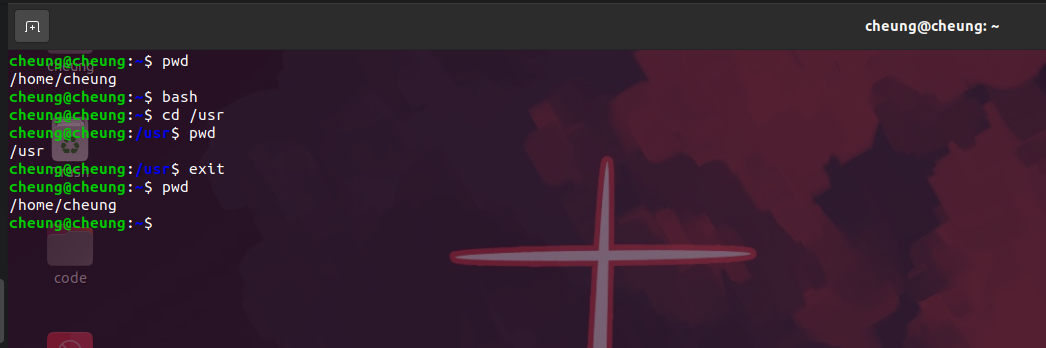 cheung@cheung: ~
cheung@cheung:~$ pwd
/home/cheung
cheung@cheung:~$ bash
cheung@cheung:~$ cd /usr
cheung@cheung:/usr$ pwd
/usr
cheung@cheung:/usr$ exit
cheung@cheung:~$ pwd
/home/cheung
cheung@cheung:~$
code